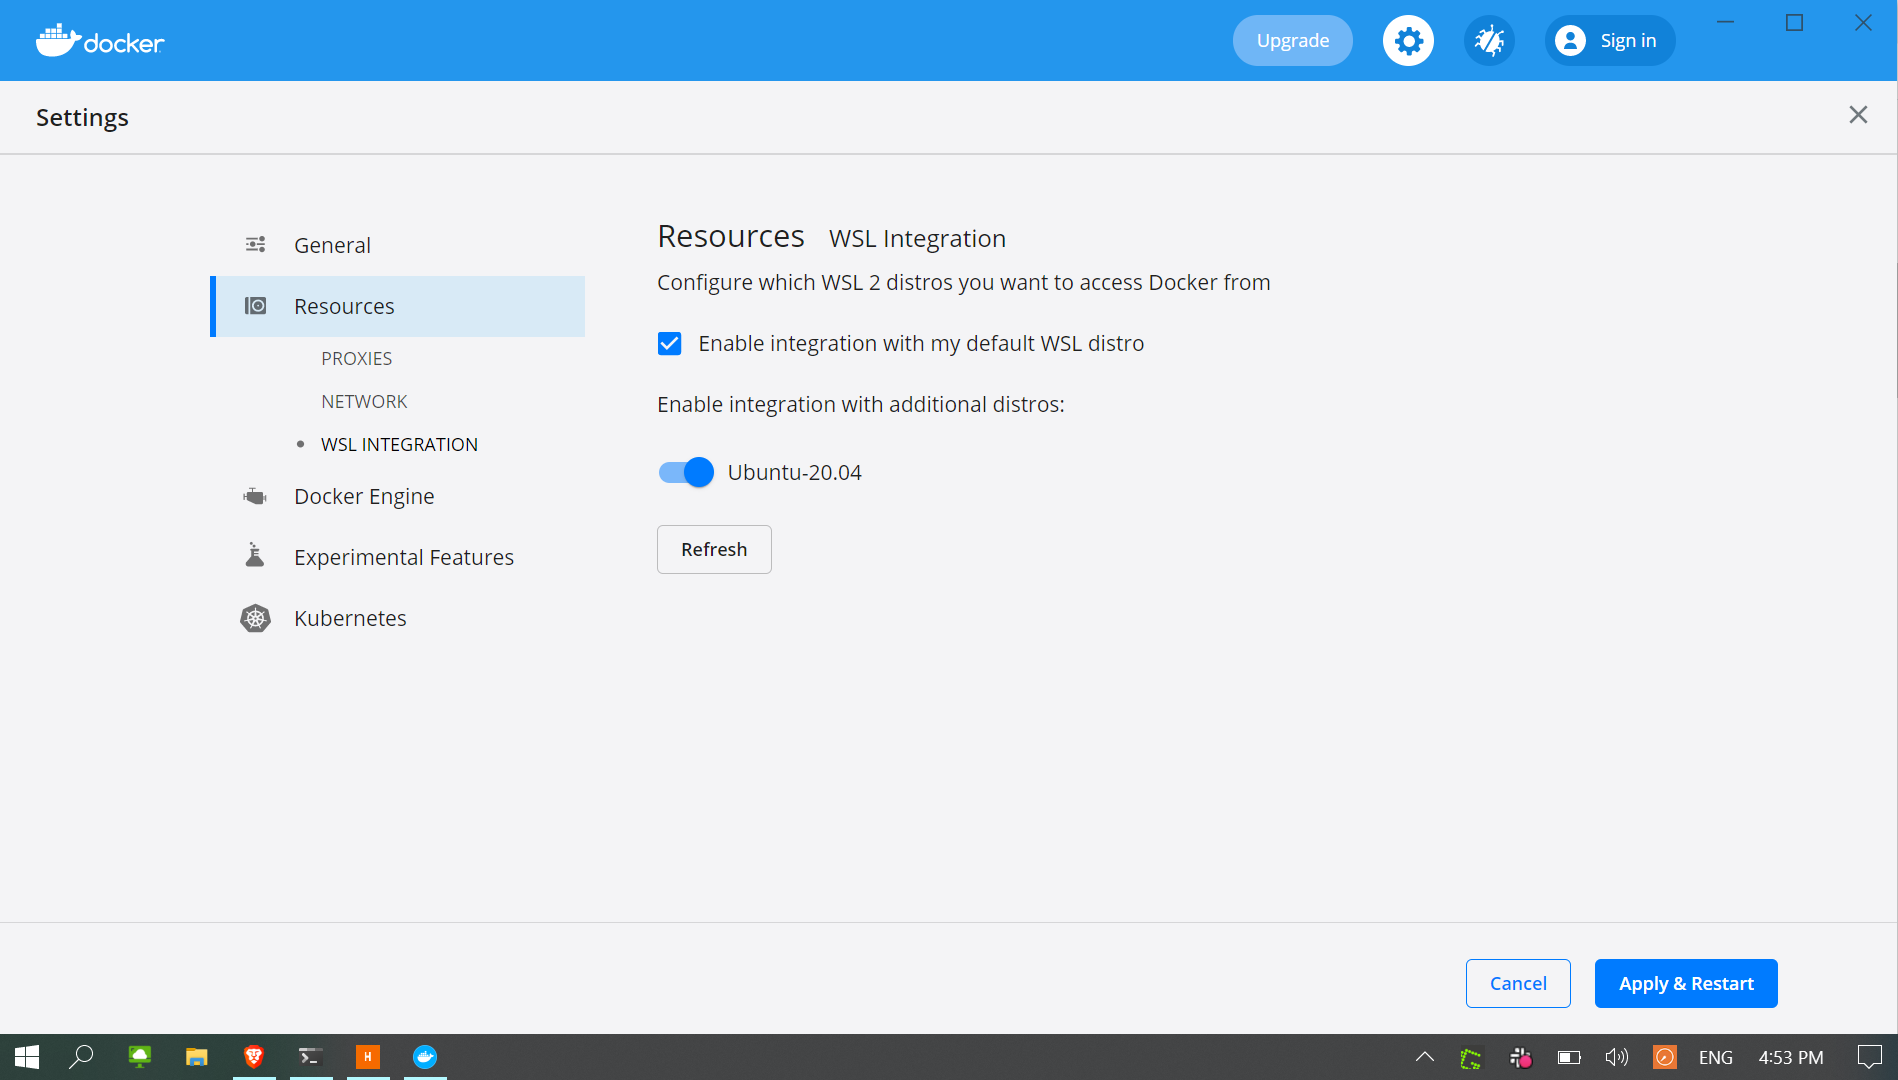 docker
Upgrade
Sign in
Settings
General
Resources
PROXIES
NETWORK
WSL INTEGRATION
Docker Engine
Experimental Features
Kubernetes
Resources WSL Integration
Configure which WSL 2 distros you want to access Docker from
Enable integration with my default WSL distro
Enable integration with additional distros:
Ubuntu-20.04
Refresh
Cancel
Apply & Restart
H
ENG
4:53 PM